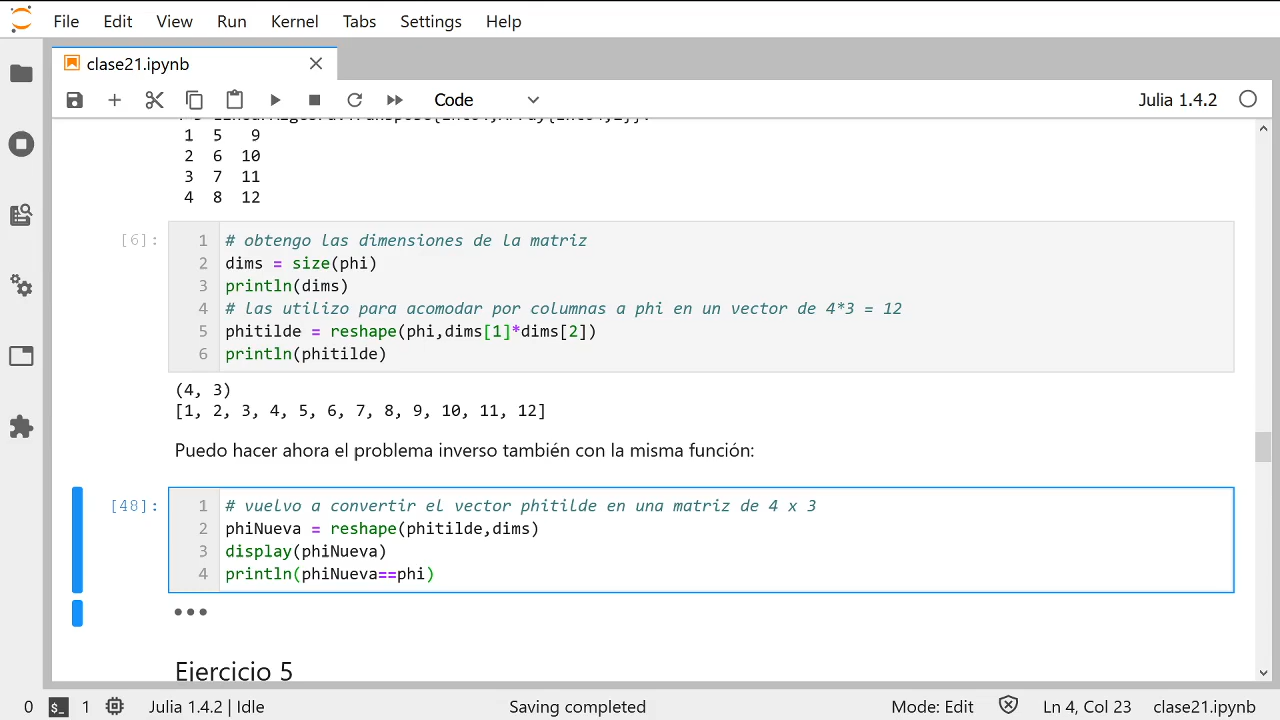 File Edit View Run Kernel Tabs Settings Help
clase21.ipynb
Code
Julia 1.4.2
1 5 9
2 6 10
3 7 11
4 8 12
[6]:
1 # obtengo las dimensiones de la matriz
2 dims = size(phi)
3 println(dims)
4 # las utilizo para acomodar por columnas a phi en un vector de 4*3 = 12
5 phitilde = reshape(phi,dims[1]*dims[2])
6 println(phitilde)
(4, 3)
[1, 2, 3, 4, 5, 6, 7, 8, 9, 10, 11, 12]
Puedo hacer ahora el problema inverso también con la misma función:
[48]:
1 # vuelvo a convertir el vector phitilde en una matriz de 4 x 3
2 phiNueva = reshape(phitilde,dims)
3 display(phiNueva)
4 println(phiNueva==phi)
•••
Ejercicio 5
0 $_ 1 Julia 1.4.2 | Idle Saving completed Mode: Edit Ln 4, Col 23 clase21.ipynb